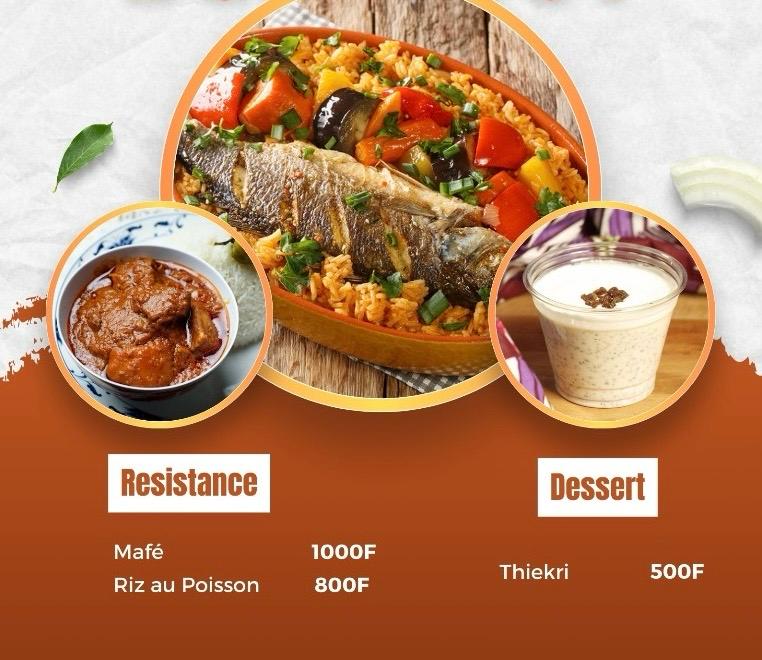 Resistance
Mafé 1000F
Riz au Poisson 800F
Dessert
Thiekri 500F